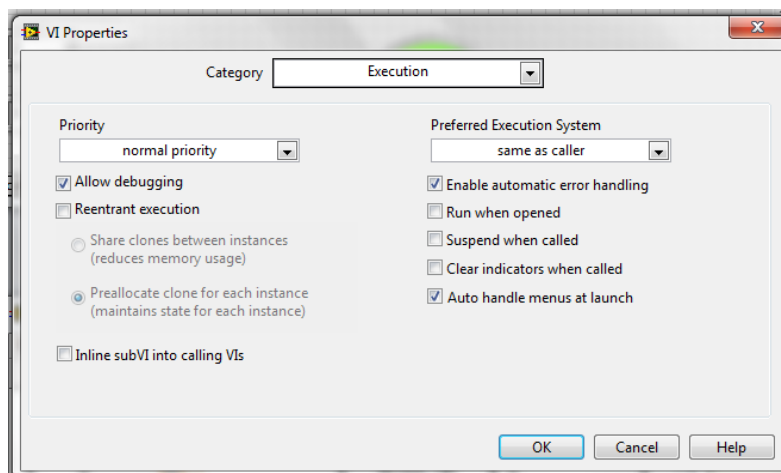 VI Properties
Category
Execution
Priority
normal priority
Allow debugging
Reentrant execution
Share clones between instances
(reduces memory usage)
Preallocate clone for each instance
(maintains state for each instance)
Inline subVI into calling VIs
Preferred Execution System
same as caller
Enable automatic error handling
Run when opened
Suspend when called
Clear indicators when called
Auto handle menus at launch
OK
Cancel
Help